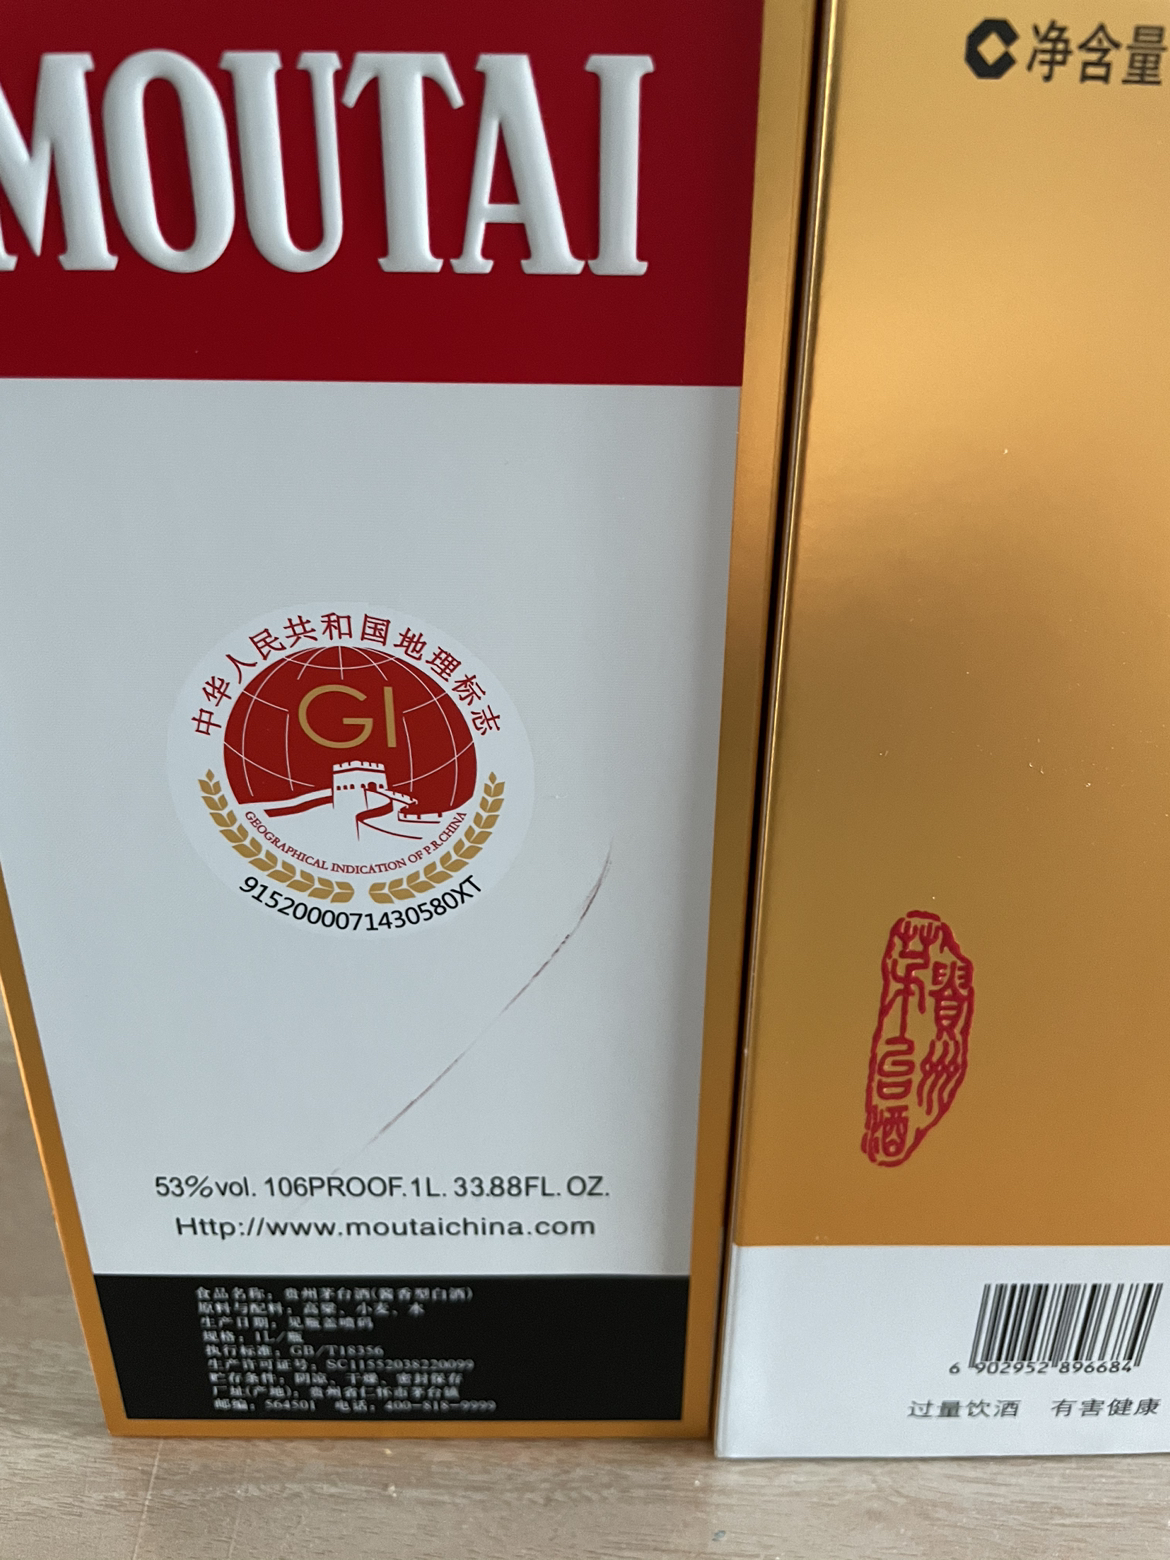 MOUTAI
中华人民共和国地理标志
GI
GEOGRAPHICAL INDICATION OF P.R.CHINA
9152000071430580XT
53%vol. 106PROOF. 1L. 33.88FL. OZ.
Http://www.moutaichina.com
食品名称：贵州茅台酒(酱香型白酒)
原料与配料：高粱、小麦、水
生产日期：见瓶盖喷码
规格：1L/瓶
执行标准：GB/T18356
生产许可证号：SC11552038220099
贮存条件：阴凉、干燥、密封保存
厂址(产地)：贵州省仁怀市茅台镇
邮编：564501 电话：400-818-9999
净含量
貴州
茅台酒
6 902952 896684
过量饮酒 有害健康